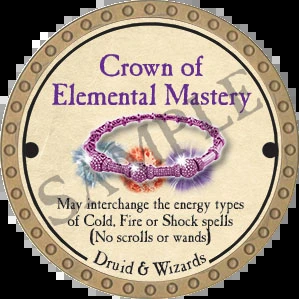 Crown of
Elemental Mastery
SAMPLE
May interchange the energy types
of Cold, Fire or Shock spells
(No scrolls or wands)
Druid & Wizards